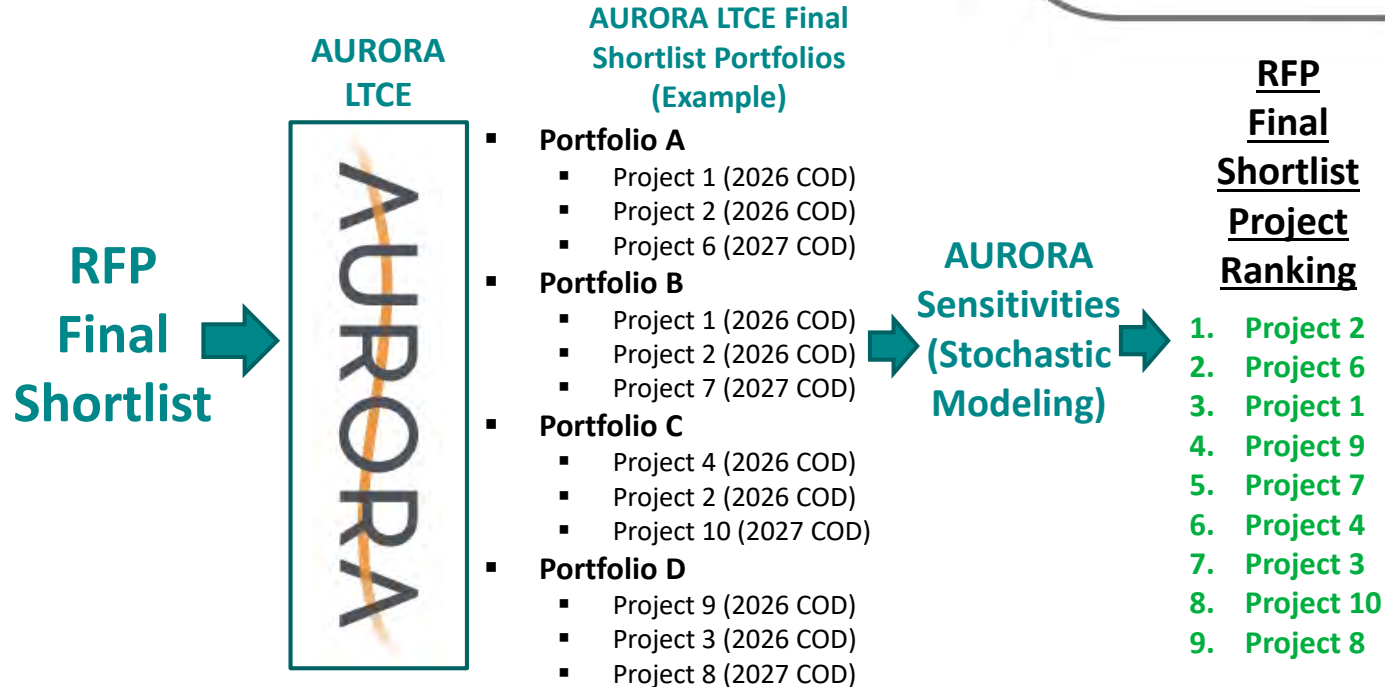 RFP
Final
Shortlist
AURORA
LTCE
AURORA
AURORA LTCE Final
Shortlist Portfolios
(Example)
▪ Portfolio A
▪ Project 1 (2026 COD)
▪ Project 2 (2026 COD)
▪ Project 6 (2027 COD)
▪ Portfolio B
▪ Project 1 (2026 COD)
▪ Project 2 (2026 COD)
▪ Project 7 (2027 COD)
▪ Portfolio C
▪ Project 4 (2026 COD)
▪ Project 2 (2026 COD)
▪ Project 10 (2027 COD)
▪ Portfolio D
▪ Project 9 (2026 COD)
▪ Project 3 (2026 COD)
▪ Project 8 (2027 COD)
AURORA
Sensitivities
(Stochastic
Modeling)
RFP
Final
Shortlist
Project
Ranking
1. Project 2
2. Project 6
3. Project 1
4. Project 9
5. Project 7
6. Project 4
7. Project 3
8. Project 10
9. Project 8